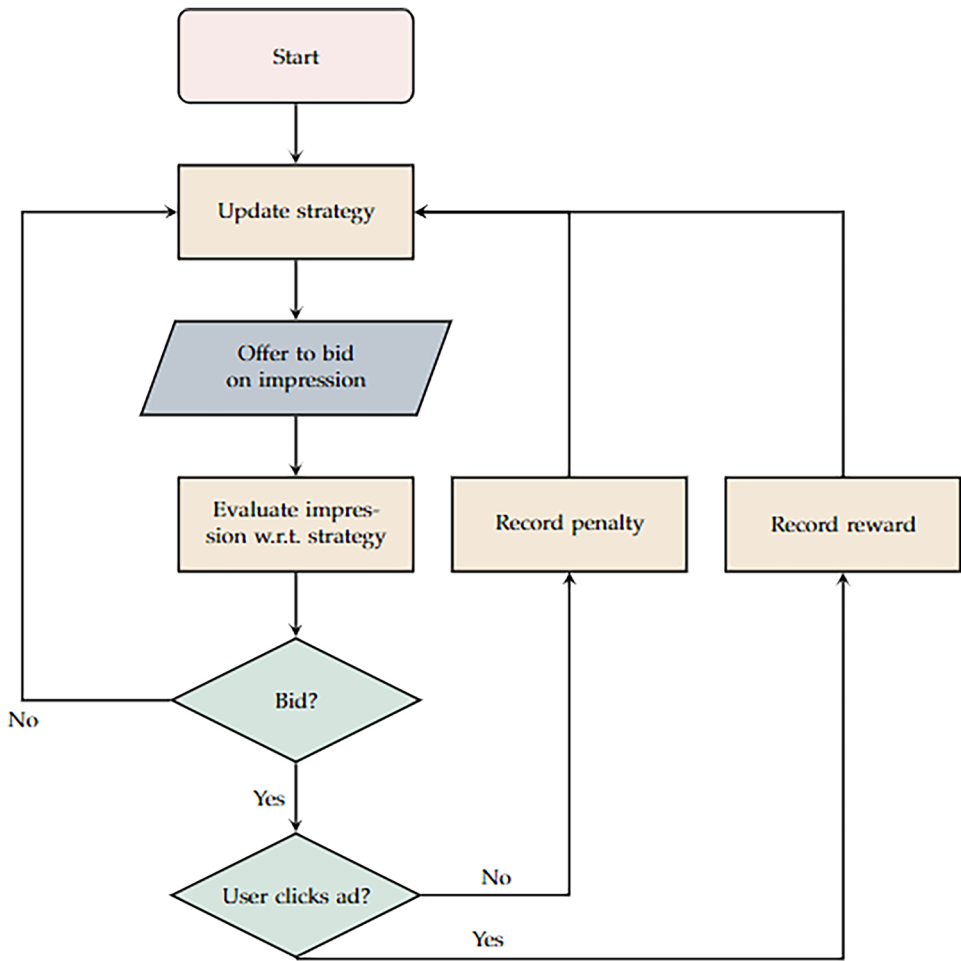 Start
Update strategy
Offer to bid
on impression
Evaluate impres-
sion w.r.t. strategy
Record penalty
Record reward
Bid?
No
Yes
User clicks ad?
No
Yes